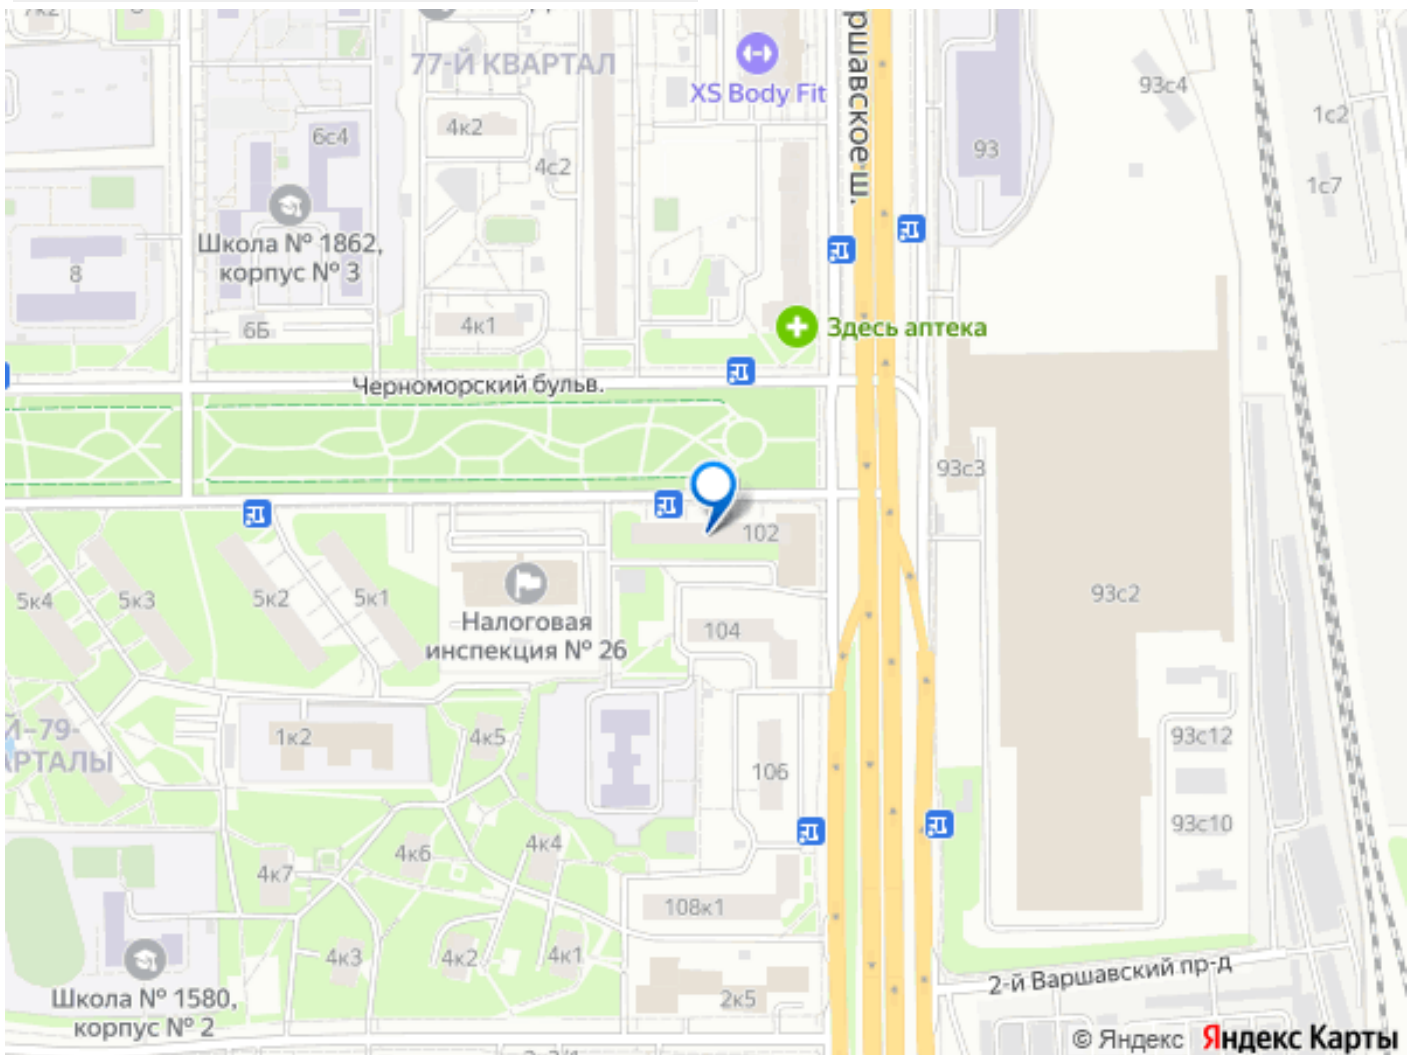 77-Й КВАРТАЛ
XS Body Fit
ршавское ш.
93с4
1с2
4к2
6с4
93
4с2
1с7
Школа № 1862,
корпус № 3
8
6Б
4к1
Здесь аптека
Черноморский бульв.
93с3
102
5к4
5к3
5к2
5к1
93с2
Налоговая
инспекция № 26
104
Й-79-
АРТАЛЫ
1к2
4к5
93с12
106
93с10
4к6
4к4
4к7
108к1
4к3
4к2
4к1
2-й Варшавский пр-д
Школа № 1580,
корпус № 2
2к5
© Яндекс Яндекс Карты